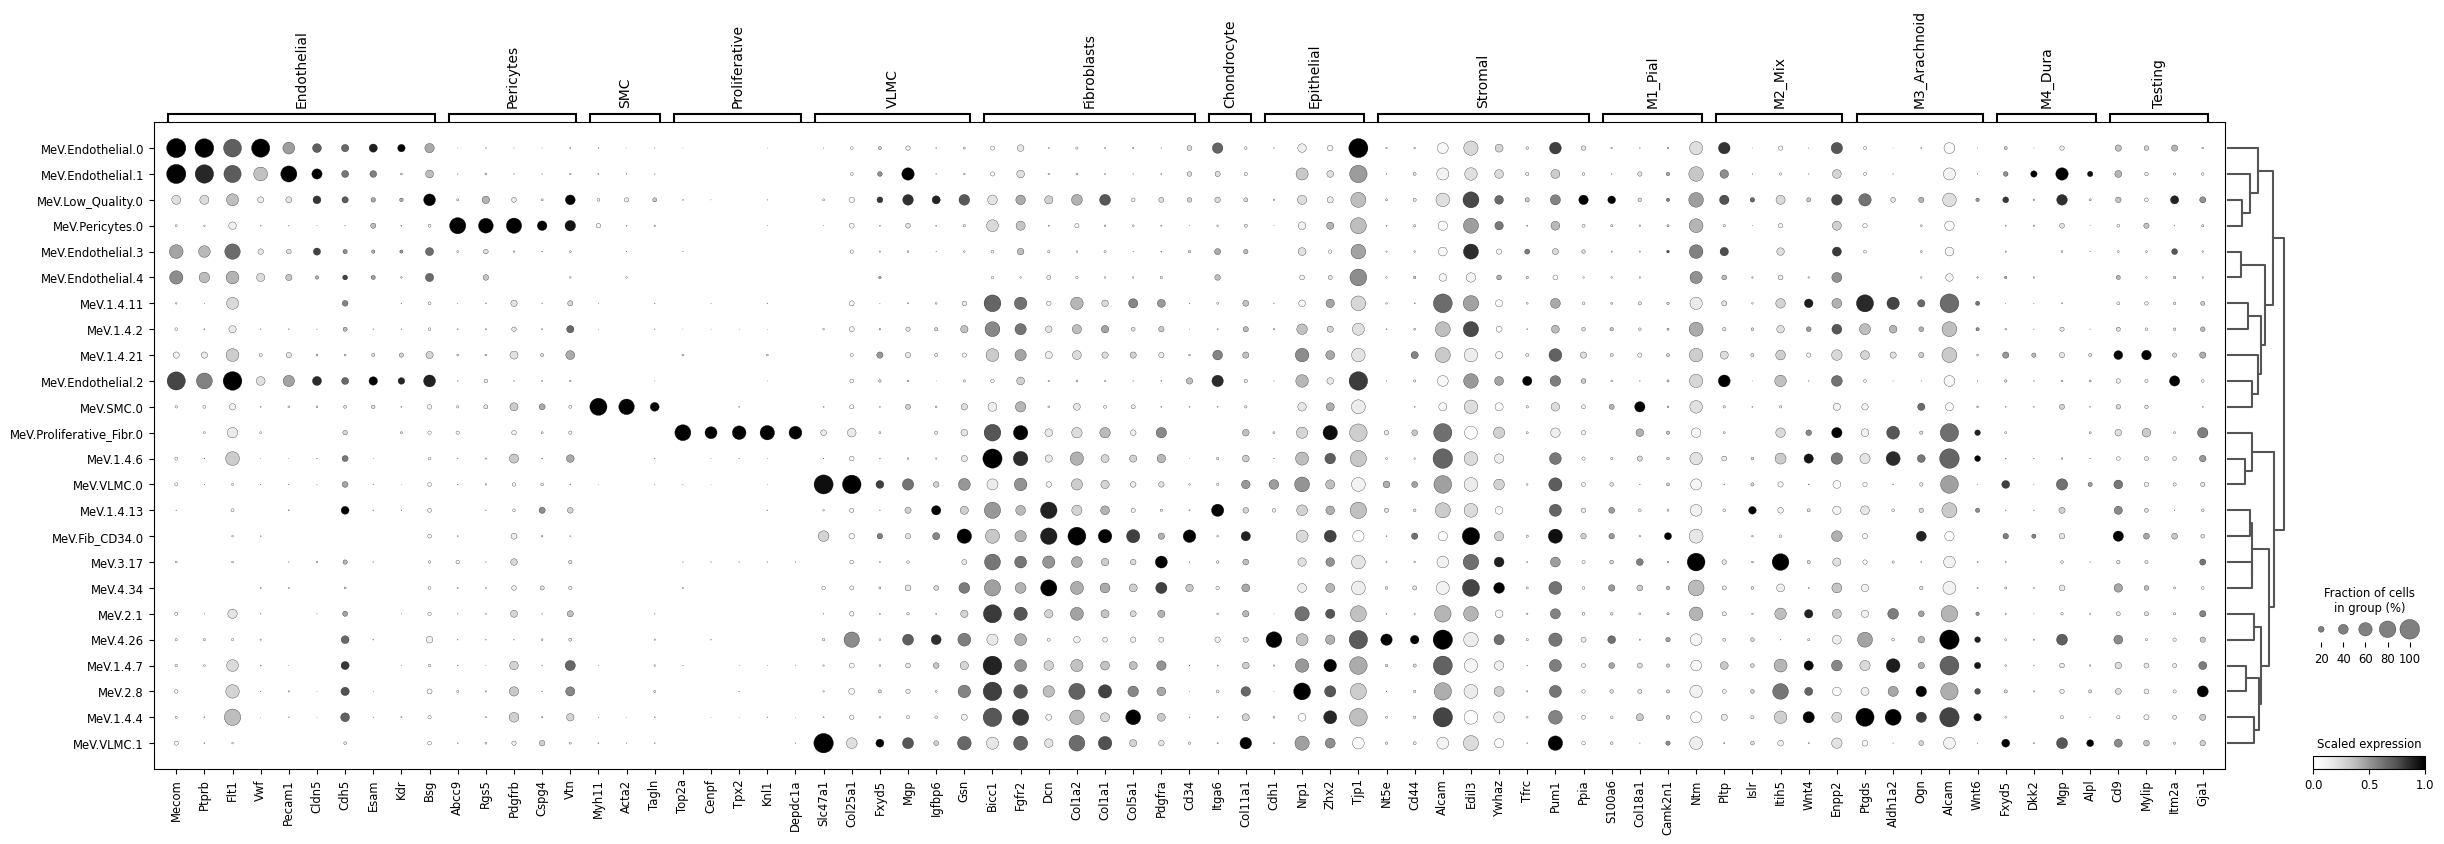 Endothelial
Pericytes
SMC
Proliferative
VLMC
Fibroblasts
Chondrocyte
Epithelial
Stromal
M1_Pial
M2_Mix
M3_Arachnoid
M4_Dura
Testing
MeV.Endothelial.0
MeV.Endothelial.1
MeV.Low_Quality.0
MeV.Pericytes.0
MeV.Endothelial.3
MeV.Endothelial.4
MeV.1.4.11
MeV.1.4.2
MeV.1.4.21
MeV.Endothelial.2
MeV.SMC.0
MeV.Proliferative_Fibr.0
MeV.1.4.6
MeV.VLMC.0
MeV.1.4.13
MeV.Fib_CD34.0
MeV.3.17
MeV.4.34
MeV.2.1
MeV.4.26
MeV.1.4.7
MeV.2.8
MeV.1.4.4
MeV.VLMC.1
Mecom
Ptprb
Flt1
Vwf
Pecam1
Cldn5
Cdh5
Esam
Kdr
Bsg
Abcc9
Rgs5
Pdgfrb
Cspg4
Vtn
Myh11
Acta2
Tagln
Top2a
Cenpf
Tpx2
Knl1
Depdc1a
Slc47a1
Col25a1
Fxyd5
Mgp
Igfbp6
Gsn
Bicc1
Fgfr2
Dcn
Col1a2
Col1a1
Col5a1
Pdgfra
Cd34
Itga6
Col11a1
Cdh1
Nrp1
Zhx2
Tjp1
Nt5e
Cd44
Alcam
Edil3
Ywhaz
Tfrc
Pum1
Ppia
S100a6
Col18a1
Camk2n1
Ntm
Pltp
Islr
Itih5
Wnt4
Enpp2
Ptgds
Aldh1a2
Ogn
Alcam
Wnt6
Fxyd5
Dkk2
Mgp
Alpl
Cd9
Mylip
Itm2a
Gja1
Fraction of cells
in group (%)
20 40 60 80 100
Scaled expression
0.0 0.5 1.0